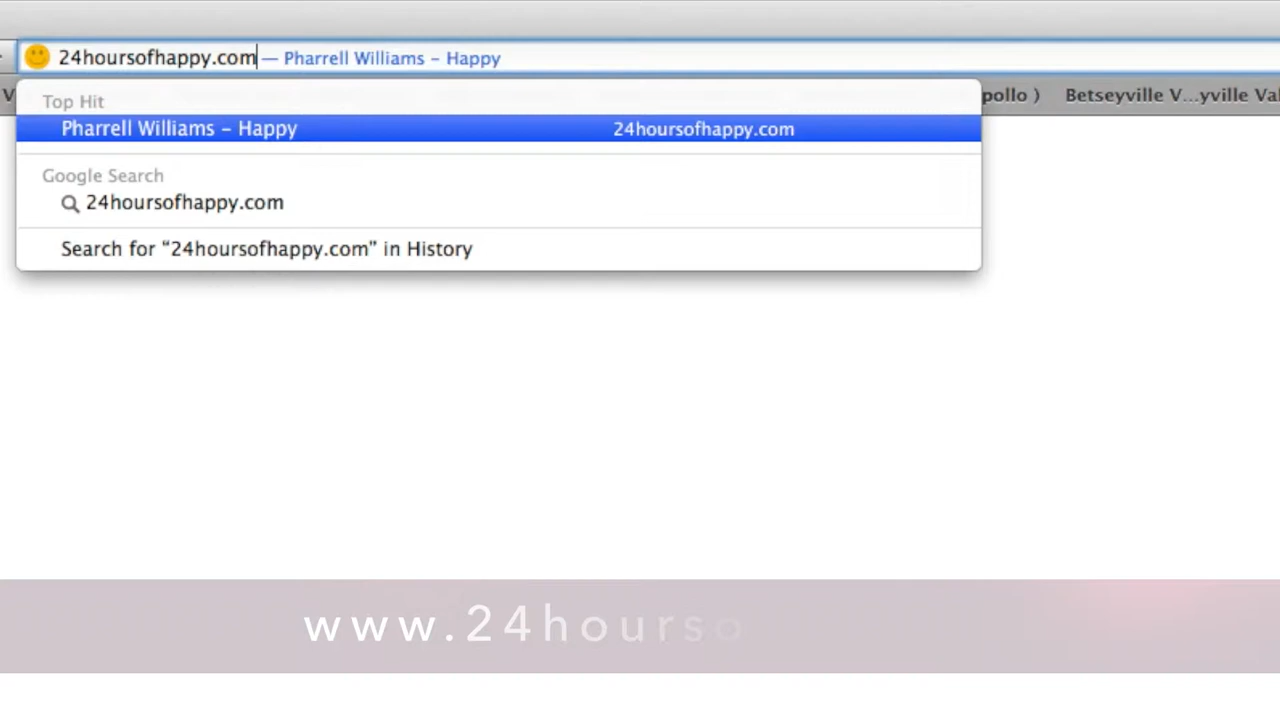 24hoursofhappy.com — Pharrell Williams – Happy
V pollo ) Betseyville V...yville Val
Top Hit
Pharrell Williams – Happy 24hoursofhappy.com
Google Search
24hoursofhappy.com
Search for “24hoursofhappy.com” in History
www.24hourso